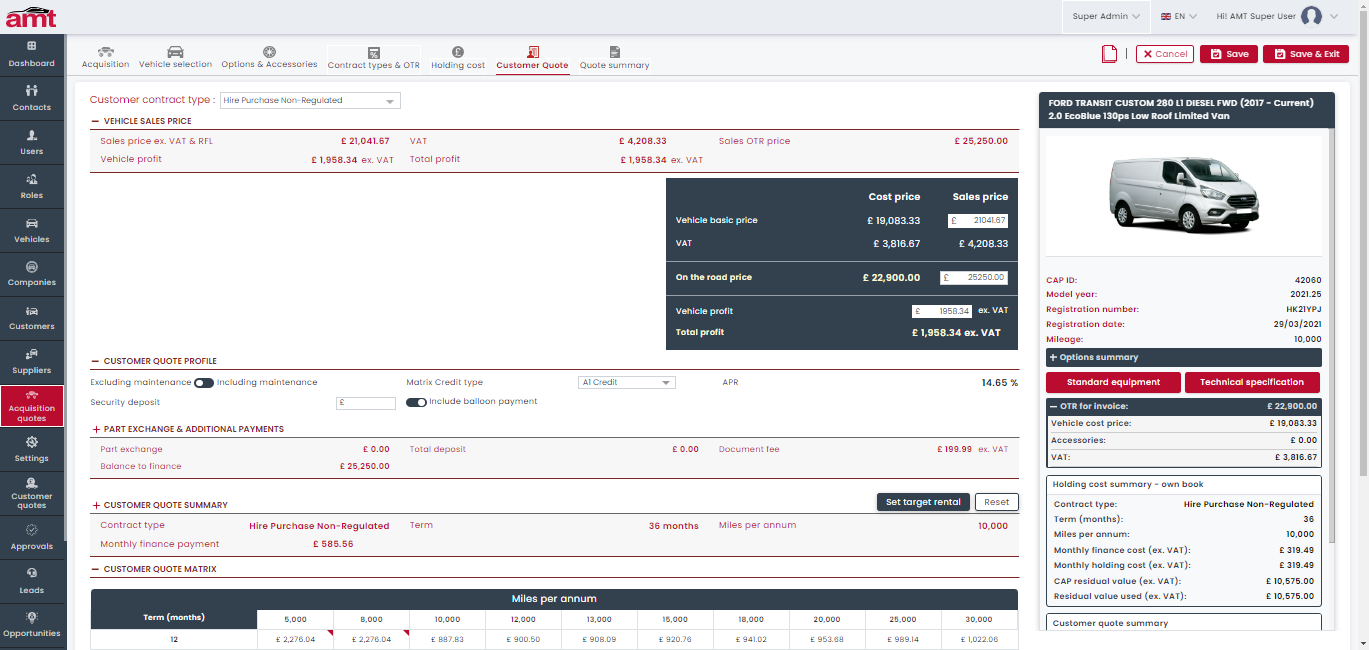 amt
Super Admin
EN
Hi! AMT Super User
Dashboard
Contacts
Users
Roles
Vehicles
Companies
Customers
Suppliers
Acquisition
quotes
Settings
Customer
quotes
Approvals
Leads
Opportunities
Acquisition
Vehicle selection
Options & Accessories
Contract types & OTR
Holding cost
Customer Quote
Quote summary
Cancel
Save
Save & Exit
Customer contract type : Hire Purchase Non-Regulated
VEHICLE SALES PRICE
Sales price ex. VAT & RFL £ 21,041.67 VAT £ 4,208.33 Sales OTR price £ 25,250.00
Vehicle profit £ 1,958.34 ex. VAT Total profit £ 1,958.34 ex. VAT
Cost price Sales price
Vehicle basic price £ 19,083.33 £ 21041.67
VAT £ 3,816.67 £ 4,208.33
On the road price £ 22,900.00 £ 25250.00
Vehicle profit £ 1958.34 ex. VAT
Total profit £ 1,958.34 ex. VAT
CUSTOMER QUOTE PROFILE
Excluding maintenance Including maintenance Matrix Credit type A1 Credit APR 14.65 %
Security deposit £ Include balloon payment
PART EXCHANGE & ADDITIONAL PAYMENTS
Part exchange £ 0.00 Total deposit £ 0.00 Document fee £ 199.99 ex. VAT
Balance to finance £ 25,250.00
CUSTOMER QUOTE SUMMARY Set target rental Reset
Contract type Hire Purchase Non-Regulated Term 36 months Miles per annum 10,000
Monthly finance payment £ 585.56
CUSTOMER QUOTE MATRIX
Miles per annum
Term (months) 5,000 8,000 10,000 12,000 13,000 15,000 18,000 20,000 25,000 30,000
12 £ 2,276.04 £ 2,276.04 £ 887.83 £ 900.50 £ 908.09 £ 920.76 £ 941.02 £ 953.68 £ 989.14 £ 1,022.06
FORD TRANSIT CUSTOM 280 L1 DIESEL FWD (2017 - Current)
2.0 EcoBlue 130ps Low Roof Limited Van
CAP ID: 42060
Model year: 2021.25
Registration number: HK21YPJ
Registration date: 29/03/2021
Mileage: 10,000
Options summary
Standard equipment Technical specification
OTR for invoice: £ 22,900.00
Vehicle cost price: £ 19,083.33
Accessories: £ 0.00
VAT: £ 3,816.67
Holding cost summary - own book
Contract type: Hire Purchase Non-Regulated
Term (months): 36
Miles per annum: 10,000
Monthly finance cost (ex. VAT): £ 319.49
Monthly holding cost (ex. VAT): £ 319.49
CAP residual value (ex. VAT): £ 10,575.00
Residual value used (ex. VAT): £ 10,575.00
Customer quote summary